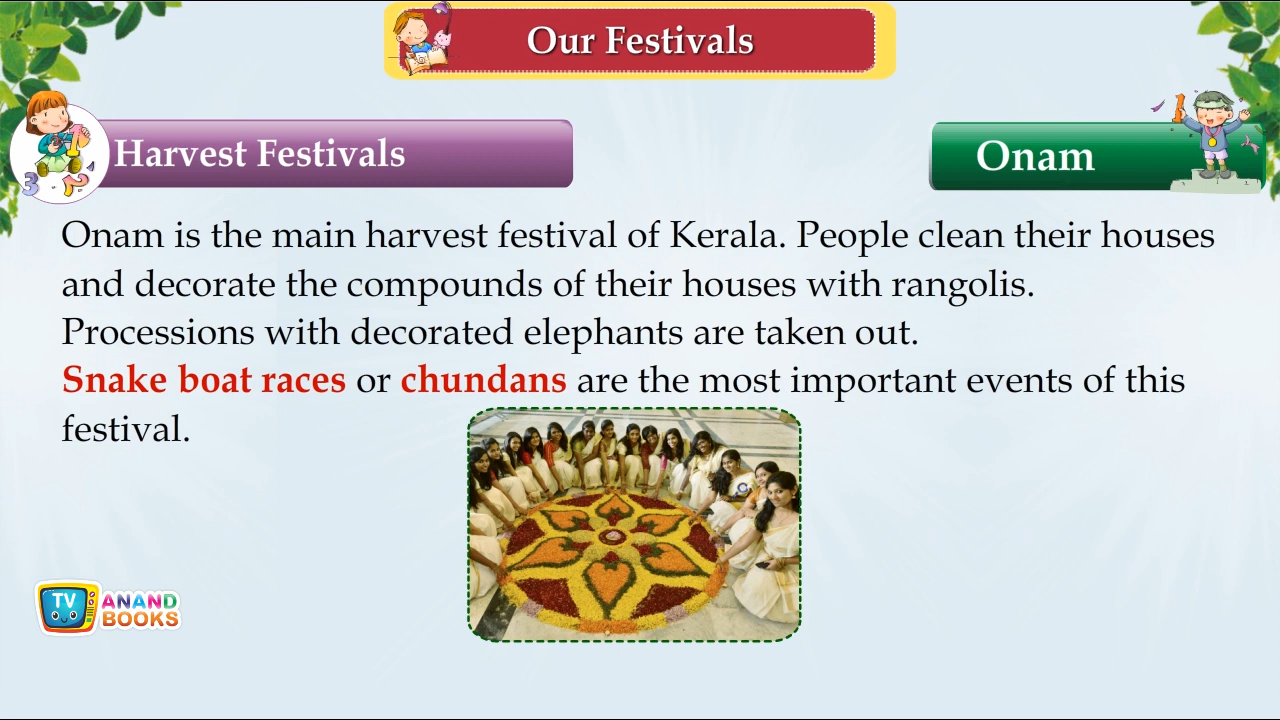 Our Festivals
Harvest Festivals
Onam
Onam is the main harvest festival of Kerala. People clean their houses
and decorate the compounds of their houses with rangolis.
Processions with decorated elephants are taken out.
Snake boat races or chundans are the most important events of this
festival.
TV
ANAND
BOOKS